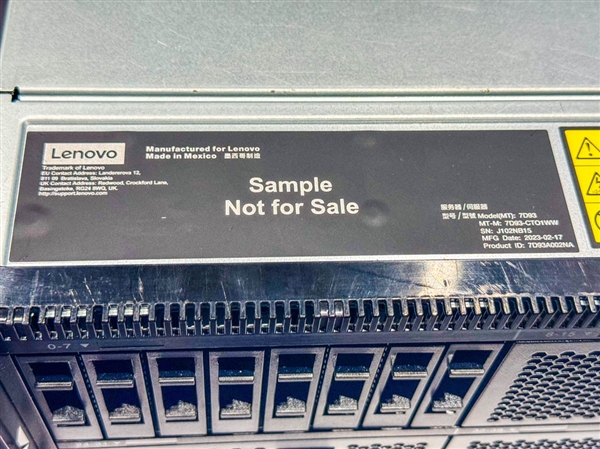 Lenovo
Manufactured for Lenovo
Made in Mexico 墨西哥制造
Trademark of Lenovo
EU Contact Address: Landererova 12,
811 09 Bratislava, Slovakia
UK Contact Address: Redwood, Crockford Lane,
Basingstoke, RG24 8WG, UK.
http://support.lenovo.com
Sample
Not for Sale
服务器 / 伺服器
型号 / 型號 Model(MT): 7D93
MT-M: 7D93-CTO1WW
SN: J102NB15
MFG Date: 2023-02-17
Product ID: 7D93A002NA
0-7